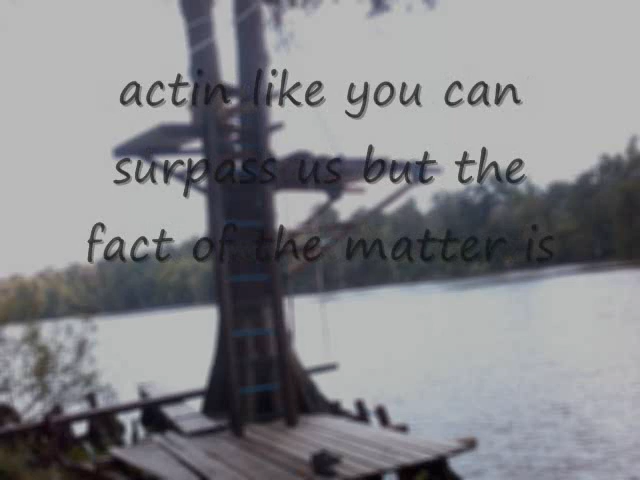 actin like you can
surpass us but the
fact of the matter is